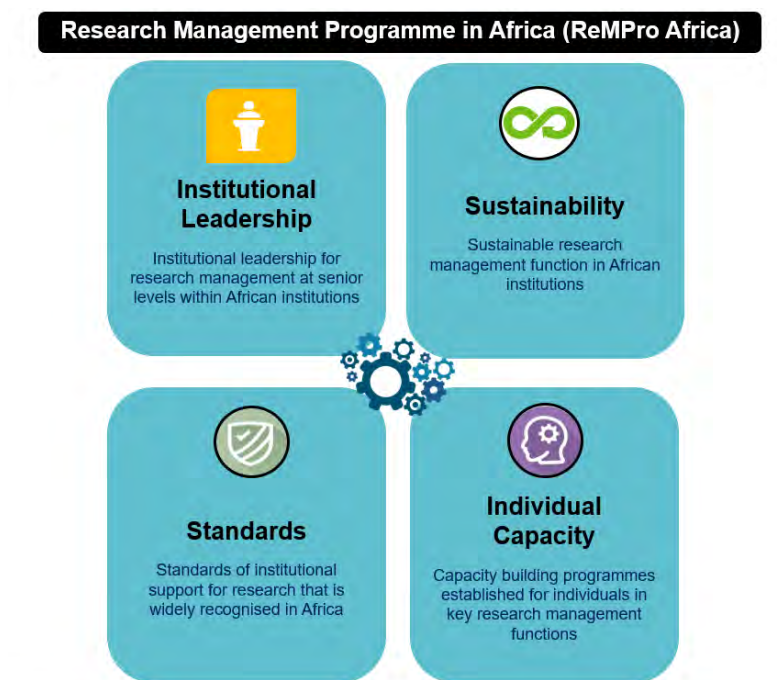 Research Management Programme in Africa (ReMPro Africa)
Institutional
Leadership
Institutional leadership for
research management at senior
levels within African institutions
Sustainability
Sustainable research
management function in African
institutions
Standards
Standards of institutional
support for research that is
widely recognised in Africa
Individual
Capacity
Capacity building programmes
established for individuals in
key research management
functions